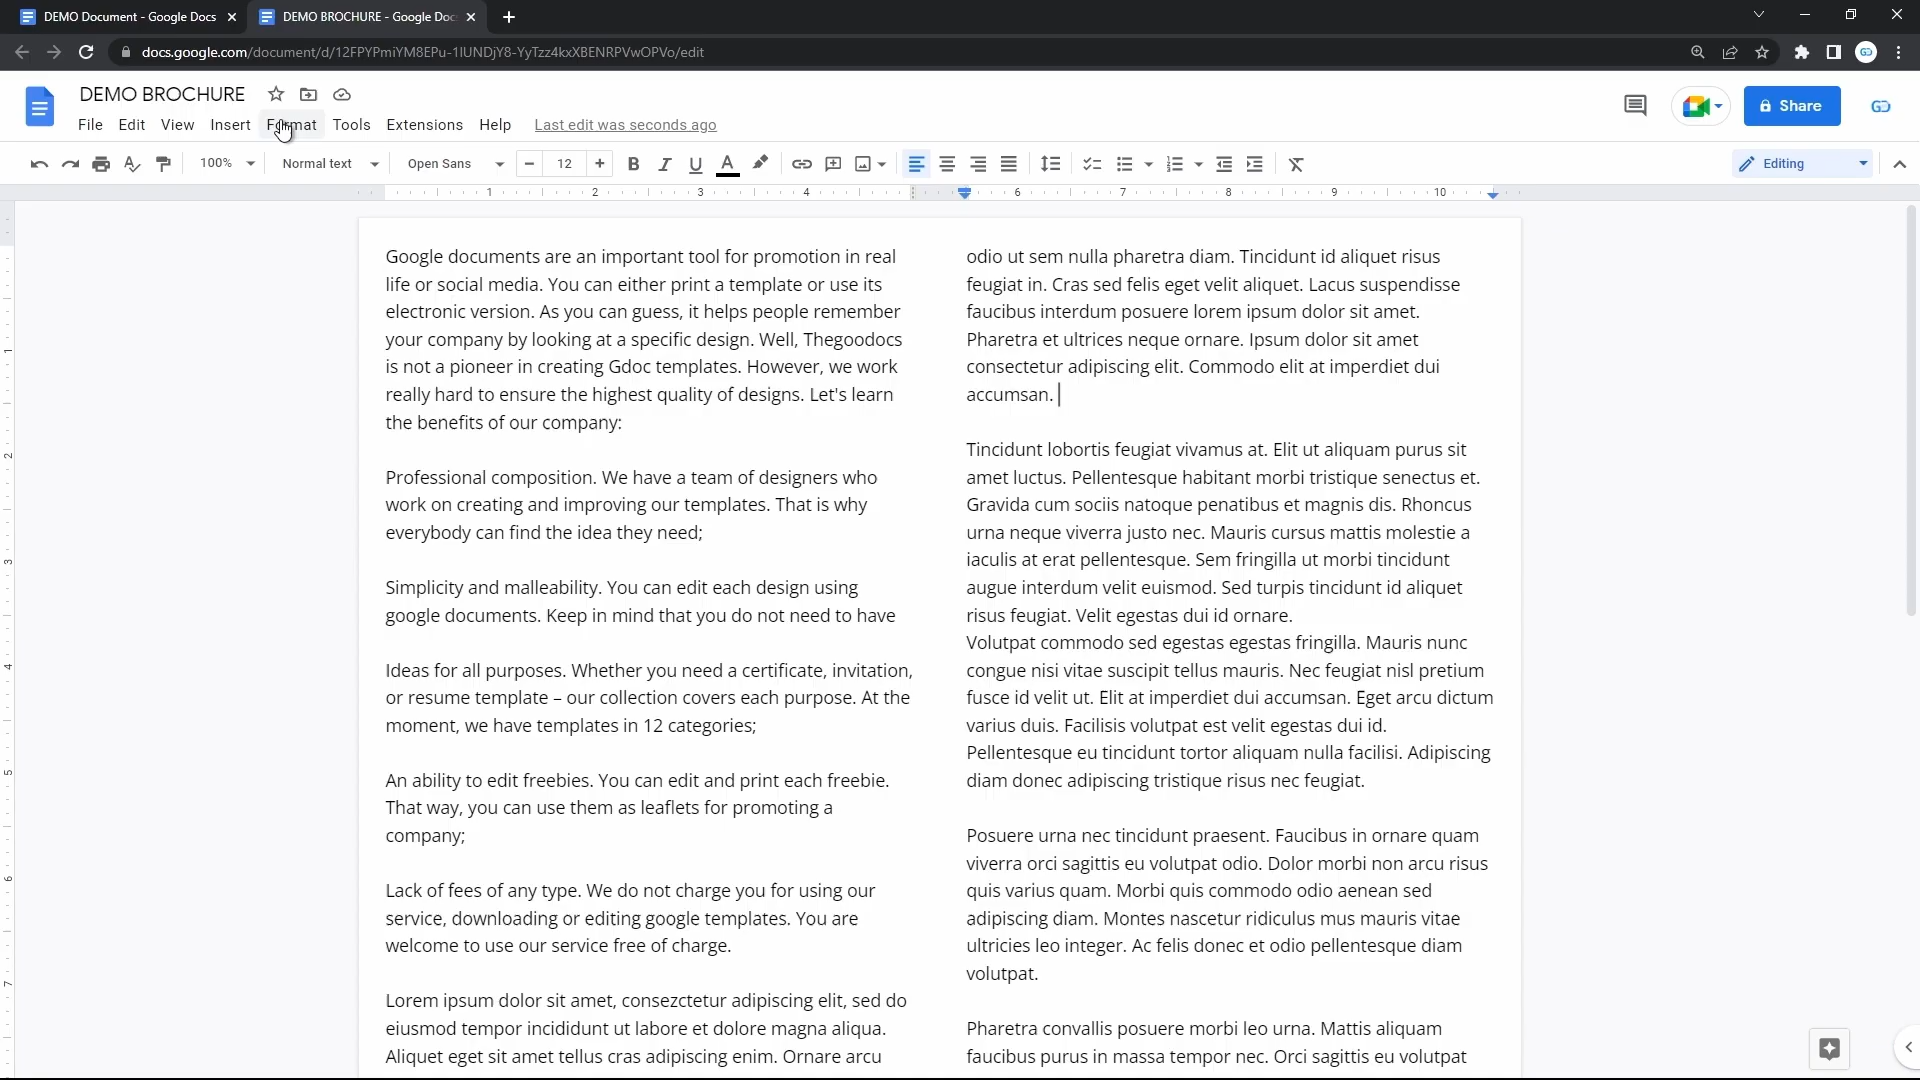 DEMO Document - Google Docs
DEMO BROCHURE - Google Doc
docs.google.com/document/d/12FPYPmiYM8EPu-1lUNDjY8-YyTzz4kxXBENRPVwOPVo/edit
DEMO BROCHURE
File Edit View Insert Format Tools Extensions Help Last edit was seconds ago
Share
100% Normal text Open Sans 12 B I U A Editing
1 2 3 4 6 7 8 9 10
Google documents are an important tool for promotion in real
life or social media. You can either print a template or use its
electronic version. As you can guess, it helps people remember
your company by looking at a specific design. Well, Thegoodocs
is not a pioneer in creating Gdoc templates. However, we work
really hard to ensure the highest quality of designs. Let's learn
the benefits of our company:
Professional composition. We have a team of designers who
work on creating and improving our templates. That is why
everybody can find the idea they need;
Simplicity and malleability. You can edit each design using
google documents. Keep in mind that you do not need to have
Ideas for all purposes. Whether you need a certificate, invitation,
or resume template – our collection covers each purpose. At the
moment, we have templates in 12 categories;
An ability to edit freebies. You can edit and print each freebie.
That way, you can use them as leaflets for promoting a
company;
Lack of fees of any type. We do not charge you for using our
service, downloading or editing google templates. You are
welcome to use our service free of charge.
Lorem ipsum dolor sit amet, consezctetur adipiscing elit, sed do
eiusmod tempor incididunt ut labore et dolore magna aliqua.
Aliquet eget sit amet tellus cras adipiscing enim. Ornare arcu
odio ut sem nulla pharetra diam. Tincidunt id aliquet risus
feugiat in. Cras sed felis eget velit aliquet. Lacus suspendisse
faucibus interdum posuere lorem ipsum dolor sit amet.
Pharetra et ultrices neque ornare. Ipsum dolor sit amet
consectetur adipiscing elit. Commodo elit at imperdiet dui
accumsan.
Tincidunt lobortis feugiat vivamus at. Elit ut aliquam purus sit
amet luctus. Pellentesque habitant morbi tristique senectus et.
Gravida cum sociis natoque penatibus et magnis dis. Rhoncus
urna neque viverra justo nec. Mauris cursus mattis molestie a
iaculis at erat pellentesque. Sem fringilla ut morbi tincidunt
augue interdum velit euismod. Sed turpis tincidunt id aliquet
risus feugiat. Velit egestas dui id ornare.
Volutpat commodo sed egestas egestas fringilla. Mauris nunc
congue nisi vitae suscipit tellus mauris. Nec feugiat nisl pretium
fusce id velit ut. Elit at imperdiet dui accumsan. Eget arcu dictum
varius duis. Facilisis volutpat est velit egestas dui id.
Pellentesque eu tincidunt tortor aliquam nulla facilisi. Adipiscing
diam donec adipiscing tristique risus nec feugiat.
Posuere urna nec tincidunt praesent. Faucibus in ornare quam
viverra orci sagittis eu volutpat odio. Dolor morbi non arcu risus
quis varius quam. Morbi quis commodo odio aenean sed
adipiscing diam. Montes nascetur ridiculus mus mauris vitae
ultricies leo integer. Ac felis donec et odio pellentesque diam
volutpat.
Pharetra convallis posuere morbi leo urna. Mattis aliquam
faucibus purus in massa tempor nec. Orci sagittis eu volutpat
1
2
3
4
5
6
7